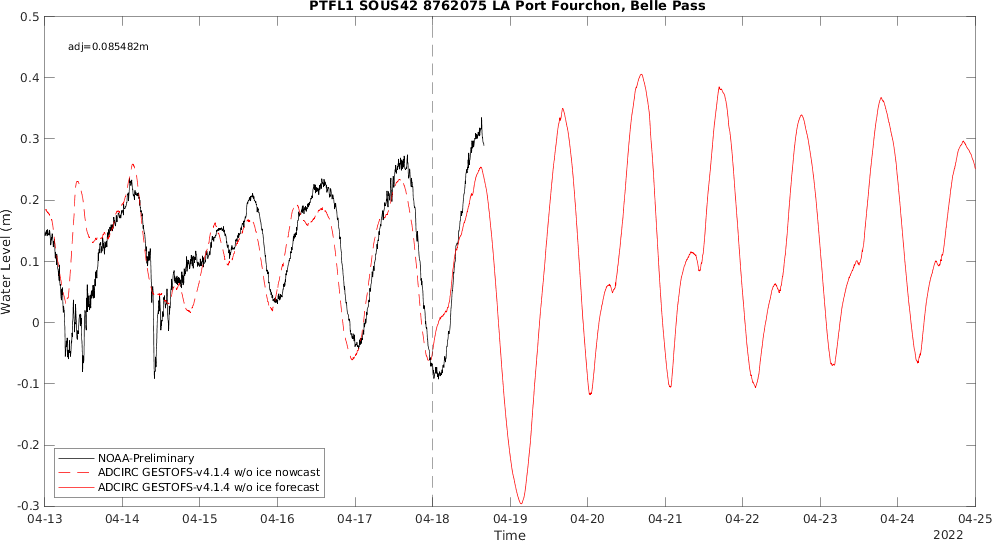 PTFL1 SOUS42 8762075 LA Port Fourchon, Belle Pass
adj=0.085482m
Water Level (m)
0.5
0.4
0.3
0.2
0.1
0
-0.1
-0.2
-0.3
NOAA-Preliminary
ADCIRC GESTOFS-v4.1.4 w/o ice nowcast
ADCIRC GESTOFS-v4.1.4 w/o ice forecast
04-13 04-14 04-15 04-16 04-17 04-18 04-19 04-20 04-21 04-22 04-23 04-24 04-25
Time
2022